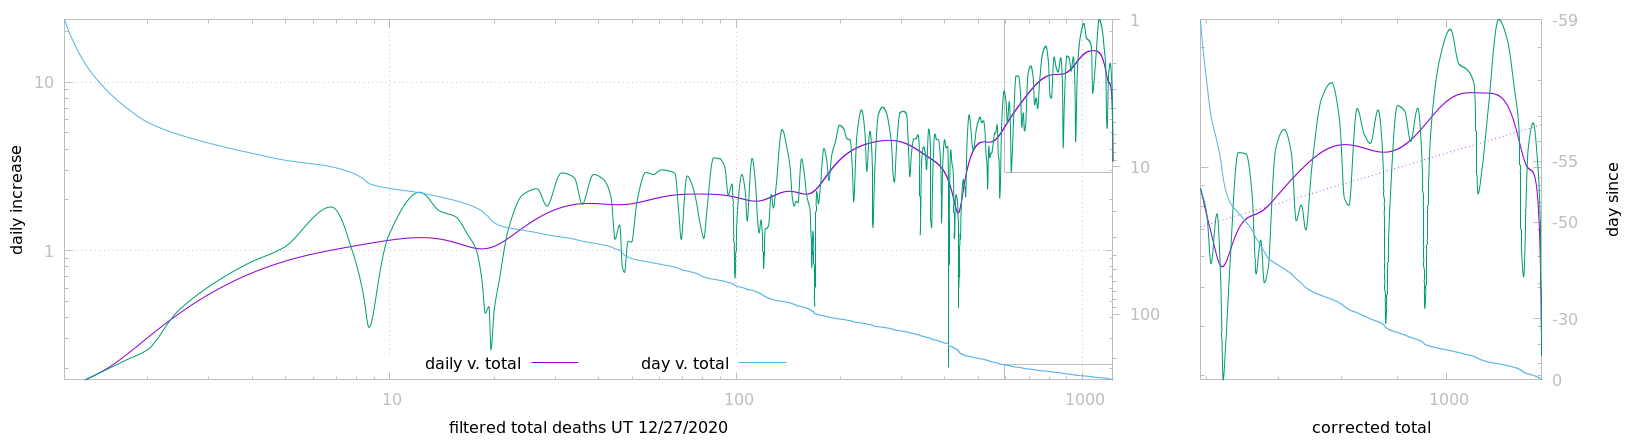 daily increase
10
1
daily v. total
day v. total
10
100
1000
filtered total deaths UT 12/27/2020
1
10
100
1000
corrected total
-59
-55
-50
-30
0
day since